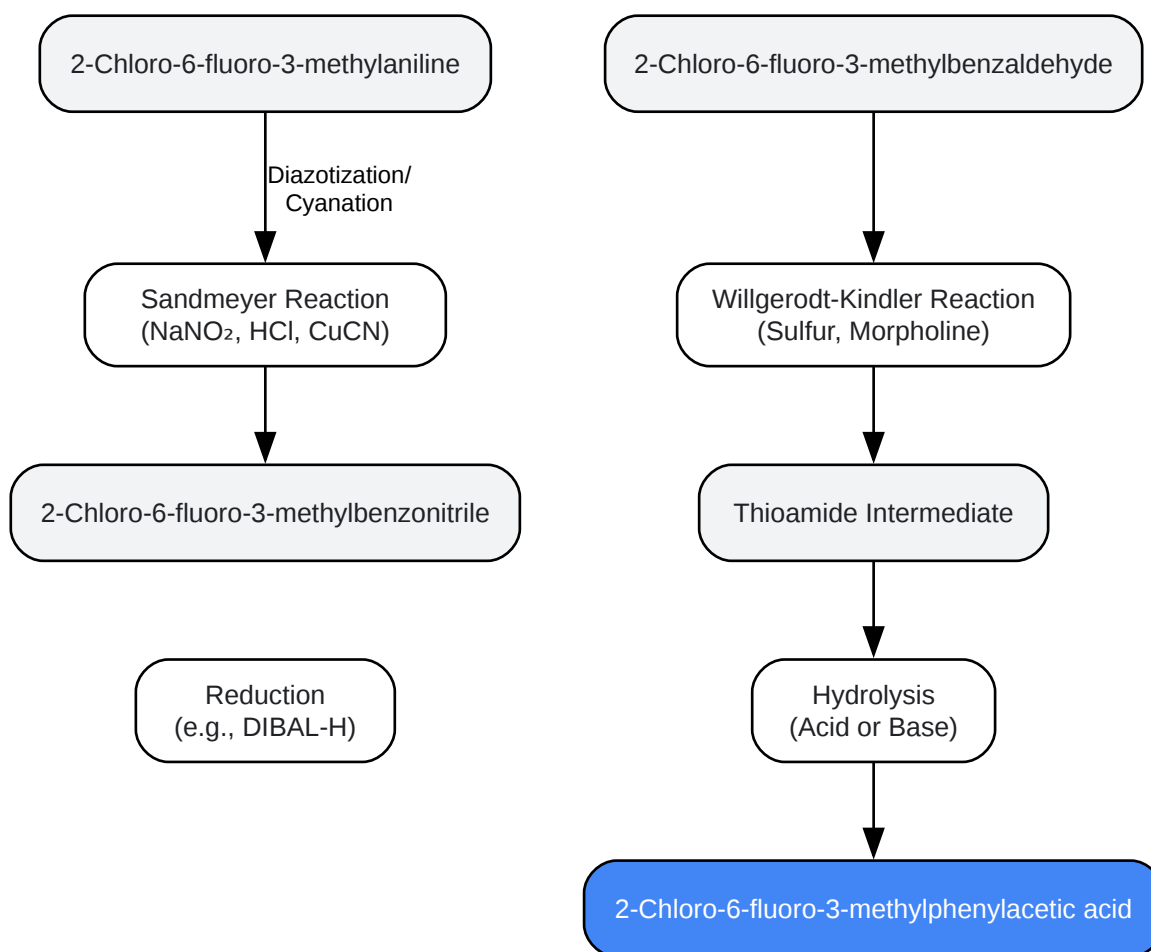 2-Chloro-6-fluoro-3-methylaniline
Diazotization/
Cyanation
Sandmeyer Reaction
(NaNO₂, HCl, CuCN)
2-Chloro-6-fluoro-3-methylbenzonitrile
Reduction
(e.g., DIBAL-H)
2-Chloro-6-fluoro-3-methylbenzaldehyde
Willgerodt-Kindler Reaction
(Sulfur, Morpholine)
Thioamide Intermediate
Hydrolysis
(Acid or Base)
2-Chloro-6-fluoro-3-methylphenylacetic acid